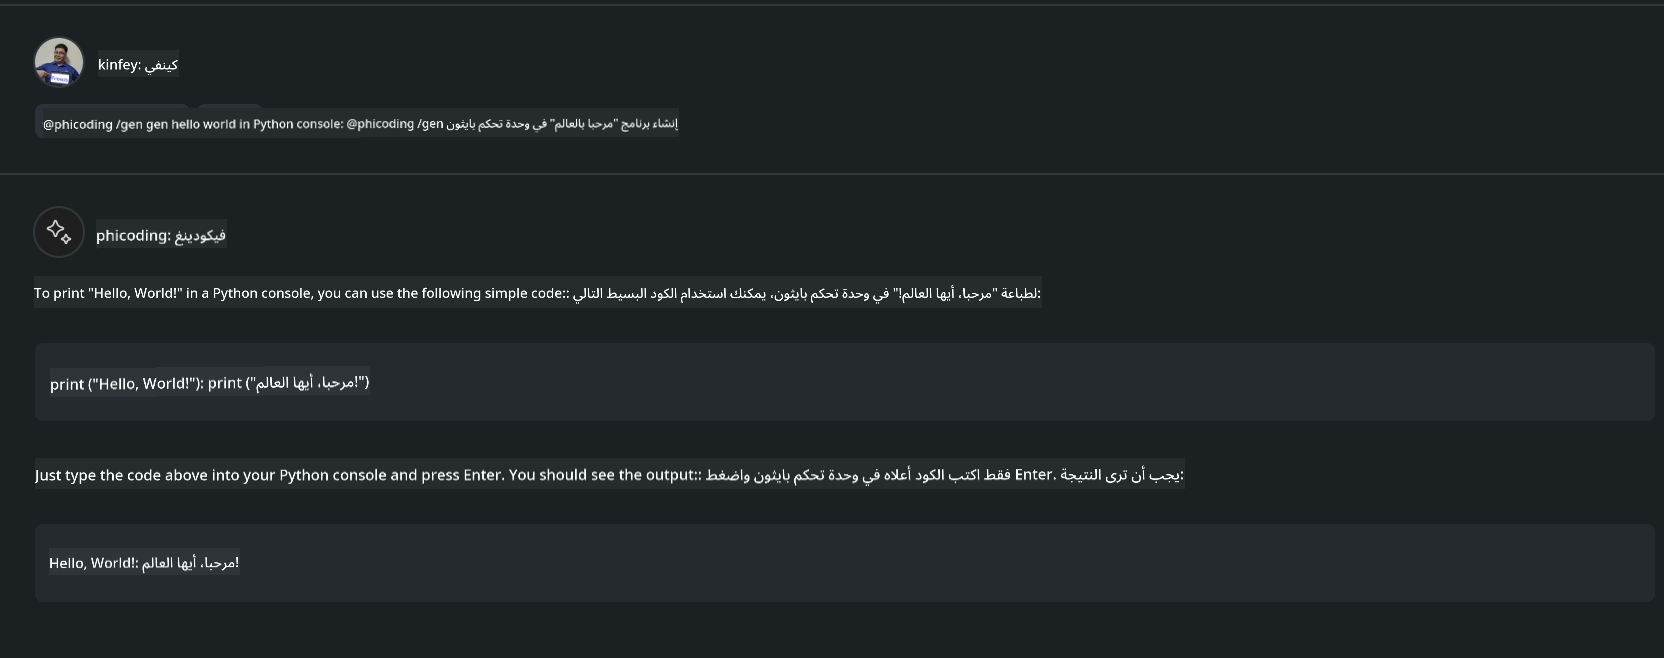 kinfey: كينفي
@phicoding /gen gen hello world in Python console: @phicoding /gen إنشاء برنامج "مرحبا بالعالم" في وحدة تحكم بايثون
phicoding: فيكودينغ
To print "Hello, World!" in a Python console, you can use the following simple code:: لطباعة "مرحبا، أيها العالم!" في وحدة تحكم بايثون، يمكنك استخدام الكود البسيط التالي:
print ("Hello, World!"): print ("مرحبا، أيها العالم!")
Just type the code above into your Python console and press Enter. You should see the output:: فقط اكتب الكود أعلاه في وحدة تحكم بايثون واضغط Enter. يجب أن ترى النتيجة:
Hello, World!: مرحبا، أيها العالم!